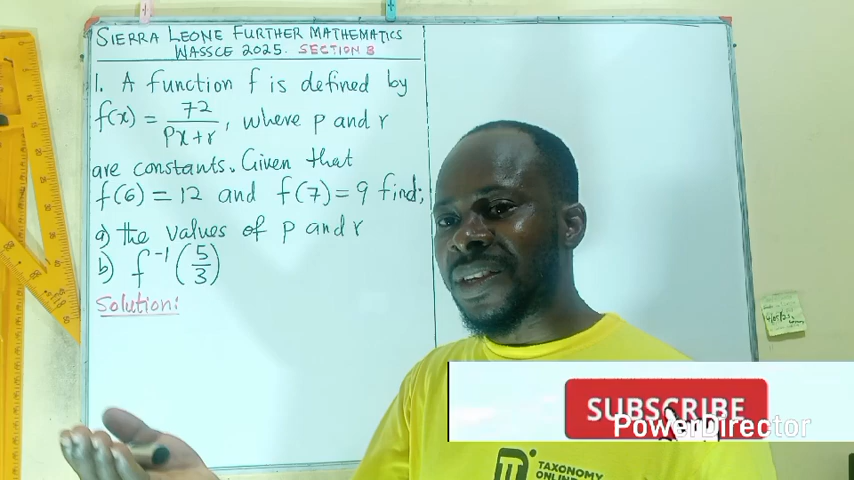 SIERRA LEONE FURTHER MATHEMATICS
WASSCE 2025. SECTION B
1. A function f is defined by
f(x) = 72/(px+r), where p and r
are constants. Given that
f(6) = 12 and f(7) = 9 find;
a) the values of p and r
b) f⁻¹(5/3)
Solution:
SUBSCRIBE
PowerDirector
TAXONOMY
ONLINE